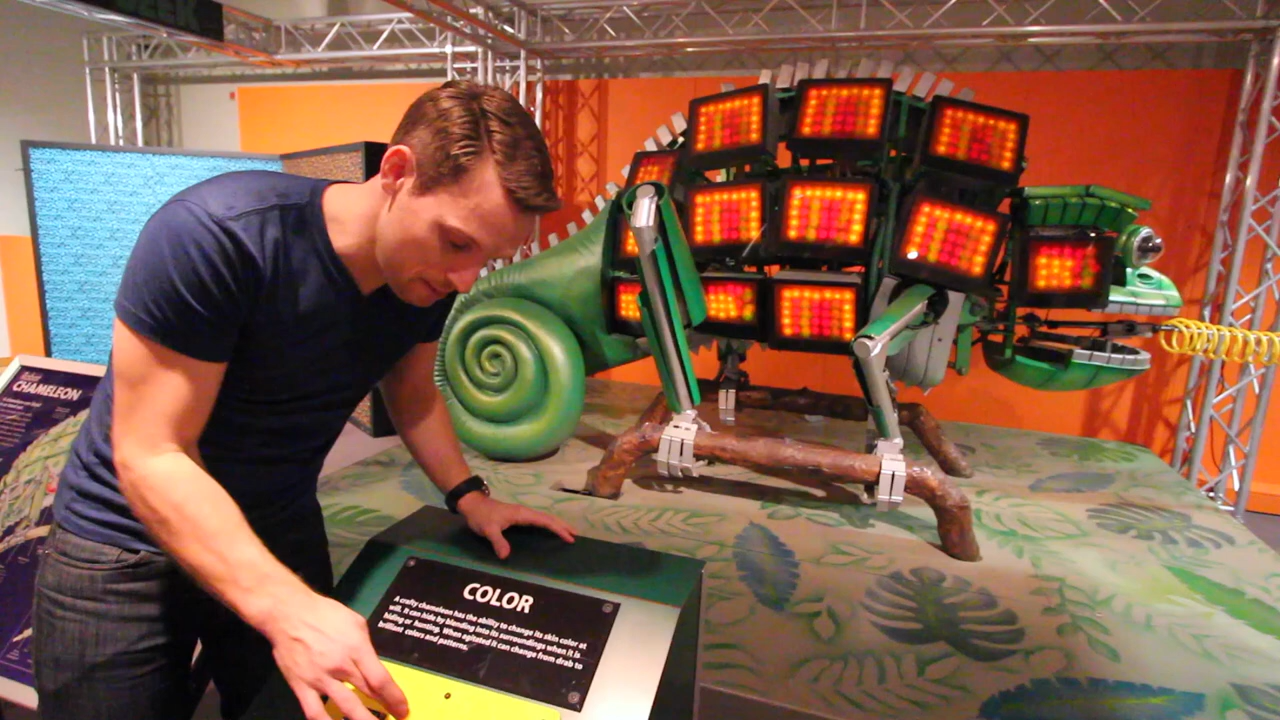 CHAMELEON
COLOR
A crafty chameleon has the ability to change its skin color at
will. It can hide by blending into its surroundings when it is
hiding or hunting. When agitated it can change from drab to
brilliant colors and patterns.